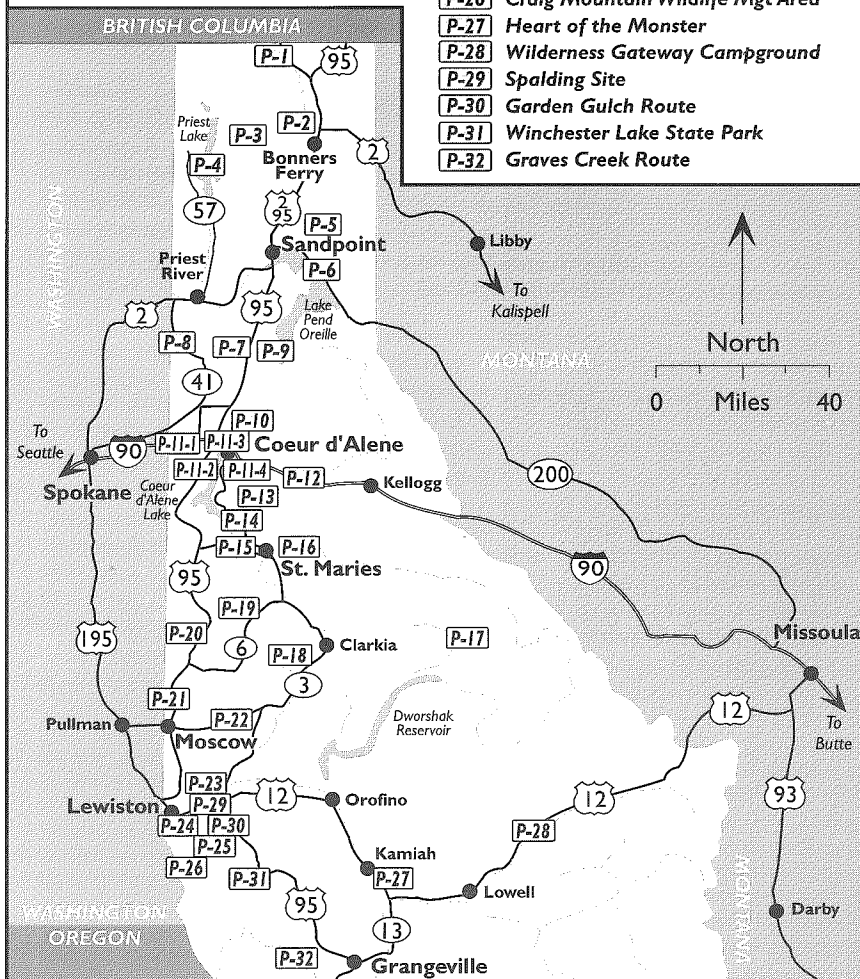 P-26 Craig Mountain Wildlife Mgt Area
P-27 Heart of the Monster
P-28 Wilderness Gateway Campground
P-29 Spalding Site
P-30 Garden Gulch Route
P-31 Winchester Lake State Park
P-32 Graves Creek Route
BRITISH COLUMBIA
P-1
95
Priest
Lake
P-3
P-2
Bonners
Ferry
2
P-4
57
2
95
P-5
Sandpoint
Libby
WASHINGTON
Priest
River
P-6
To
Kalispell
2
95
Lake
Pend
Oreille
North
P-8
P-7
P-9
MONTANA
41
0 Miles 40
P-10
To
Seattle
90
P-11-1
P-11-3
Coeur d'Alene
P-11-2
P-11-4
P-12
Kellogg
200
Spokane
Coeur
d'Alene
Lake
P-13
P-14
P-15
P-16
St. Maries
90
95
P-19
195
P-20
6
P-18
Clarkia
P-17
Missoula
3
P-21
P-22
Dworshak
Reservoir
12
To
Butte
Pullman
Moscow
P-23
Lewiston
P-29
12
Orofino
12
93
P-24
P-30
P-25
P-28
P-26
Kamiah
P-31
P-27
Lowell
95
13
MONTANA
Darby
WASHINGTON
OREGON
P-32
Grangeville